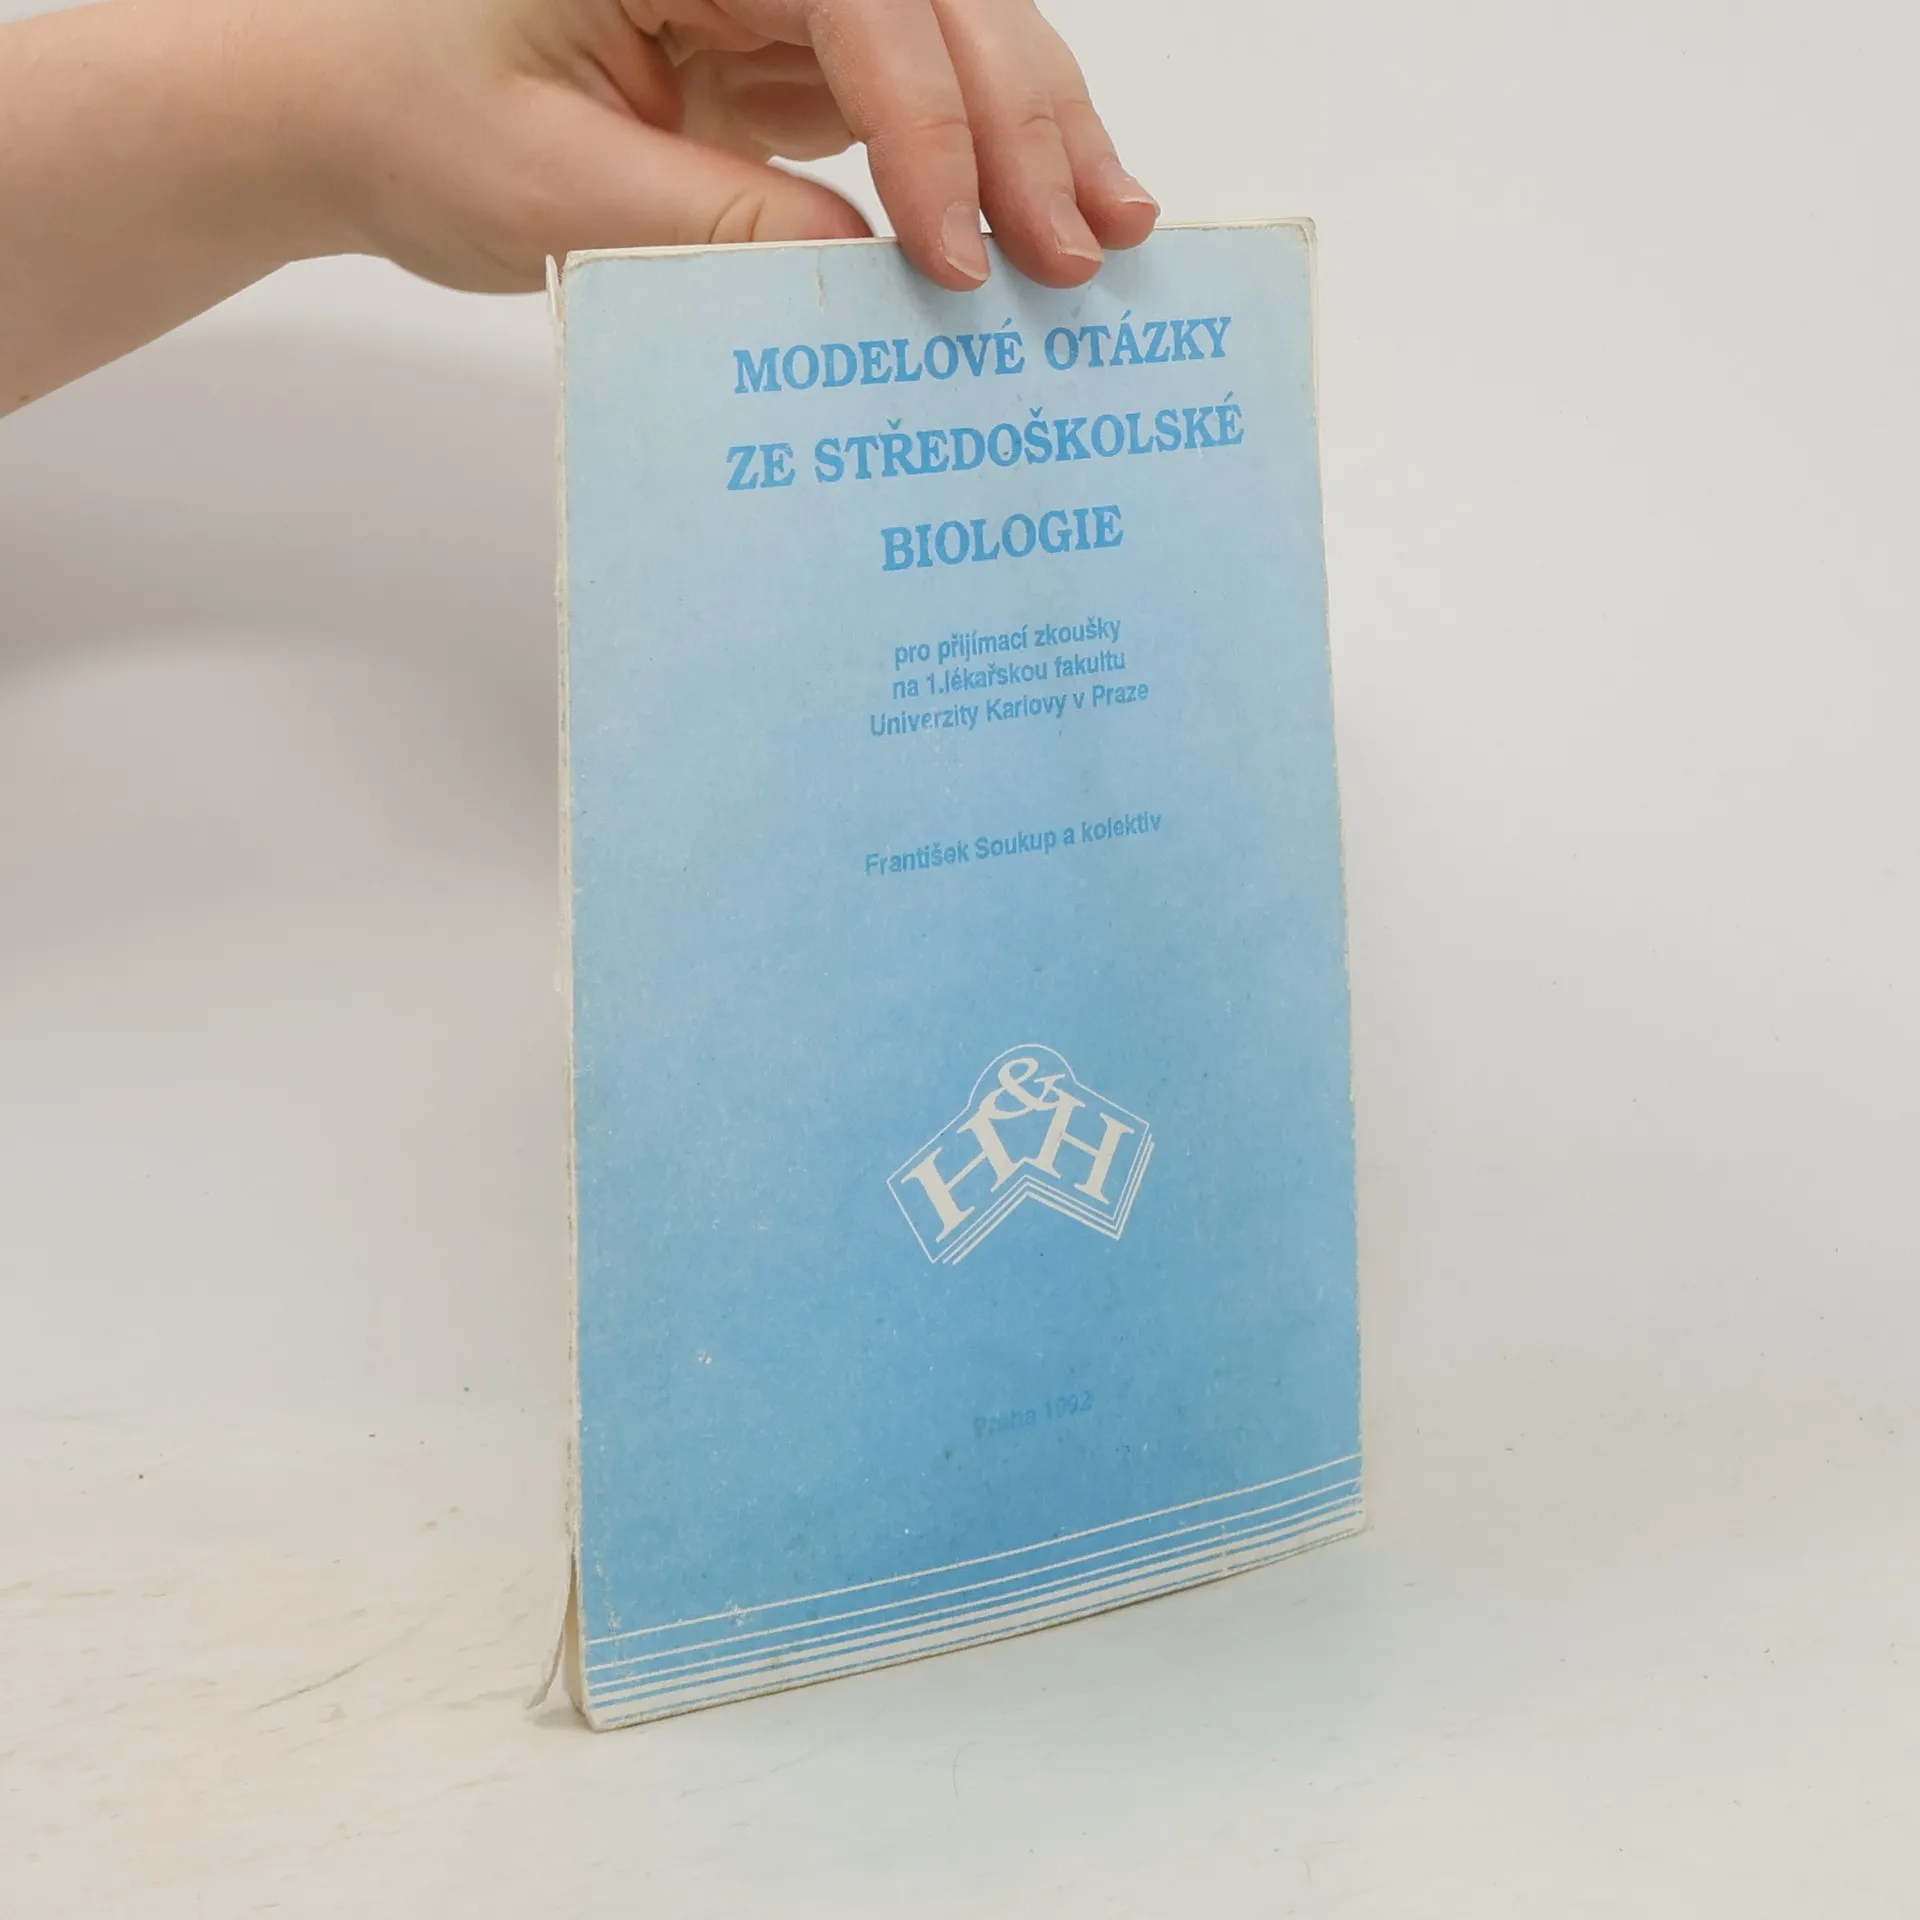 MODELOVÉ OTÁZKY
ZE STŘEDOŠKOLSKÉ
BIOLOGIE
pro přijímací zkoušky
na 1.lékařskou fakultu
Univerzity Karlovy v Praze
František Soukup a kolektiv
H&H
Praha 1992